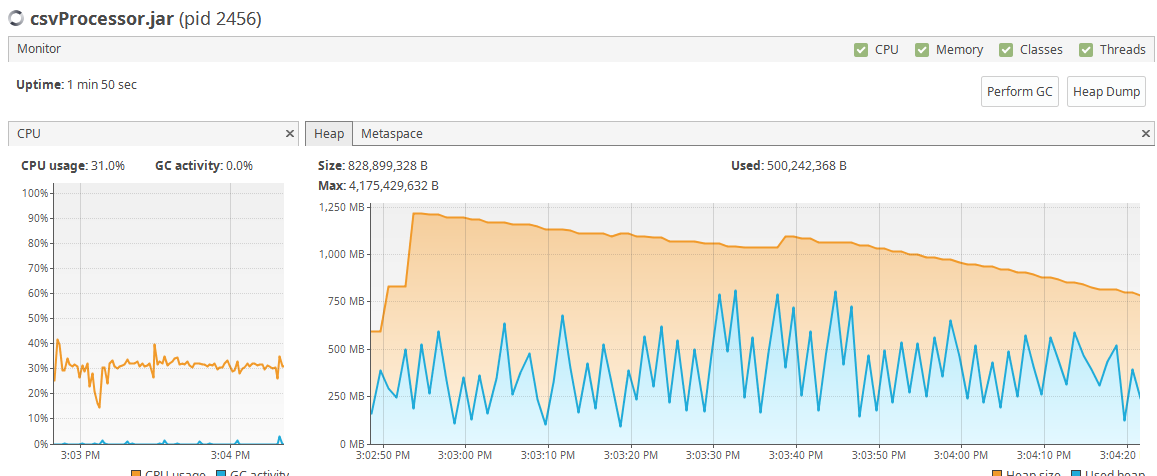 csvProcessor.jar (pid 2456)
Monitor
CPU Memory Classes Threads
Uptime: 1 min 50 sec
Perform GC Heap Dump
CPU
CPU usage: 31.0% GC activity: 0.0%
100%
90%
80%
70%
60%
50%
40%
30%
20%
10%
0%
3:03 PM 3:04 PM
CPU usage GC activity
Heap Metaspace
Size: 828,899,328 B Used: 500,242,368 B
Max: 4,175,429,632 B
1,250 MB
1,000 MB
750 MB
500 MB
250 MB
0 MB
3:02:50 PM 3:03:00 PM 3:03:10 PM 3:03:20 PM 3:03:30 PM 3:03:40 PM 3:03:50 PM 3:04:00 PM 3:04:10 PM 3:04:20
Heap size Used heap